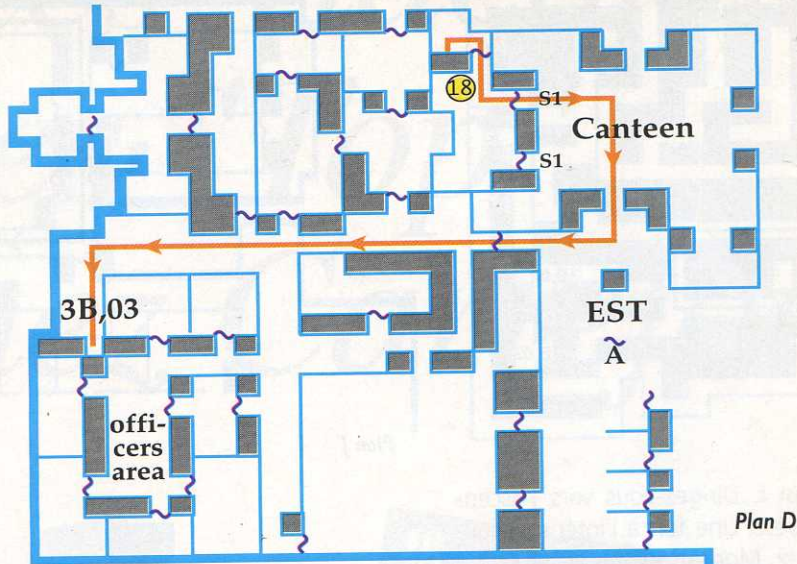 18
S1
Canteen
S1
3B,03
EST
A
offi-
cers
area
Plan D